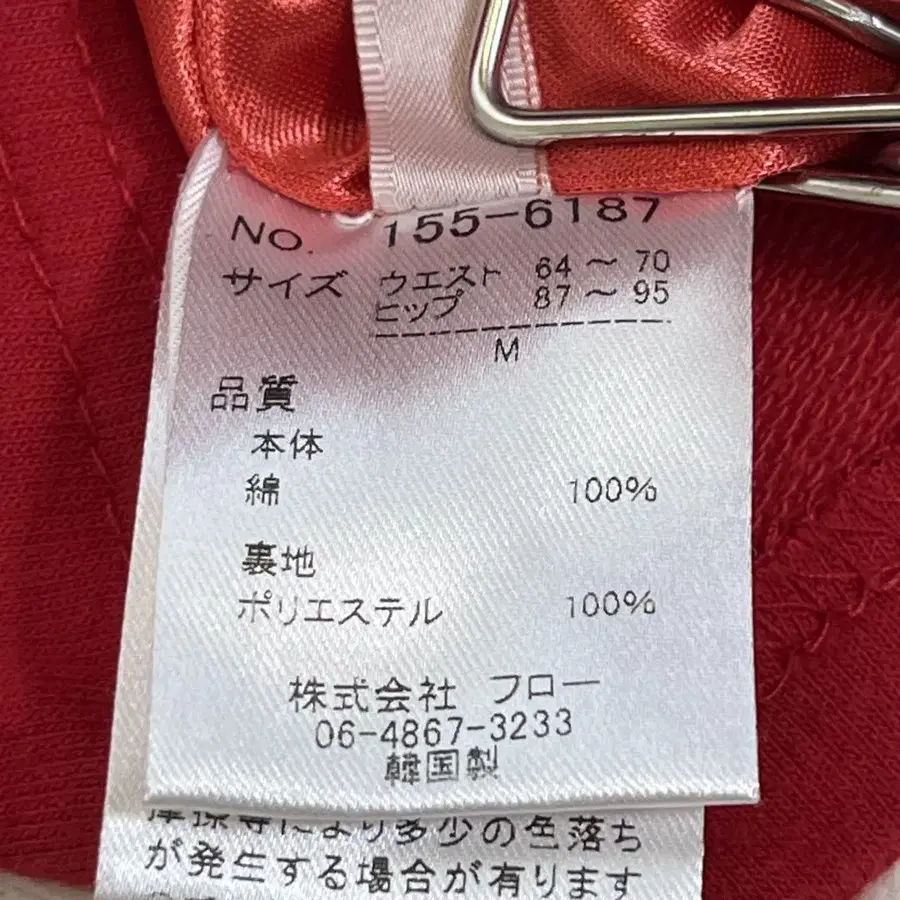 No. 155-6187
サイズ ウエスト 64 ～ 70
ヒップ 87 ～ 95
M
品質
本体
綿 100%
裏地
ポリエステル 100%
株式会社 フロー
06-4867-3233
韓国製
摩擦等により多少の色落ち
が発生する場合が有ります